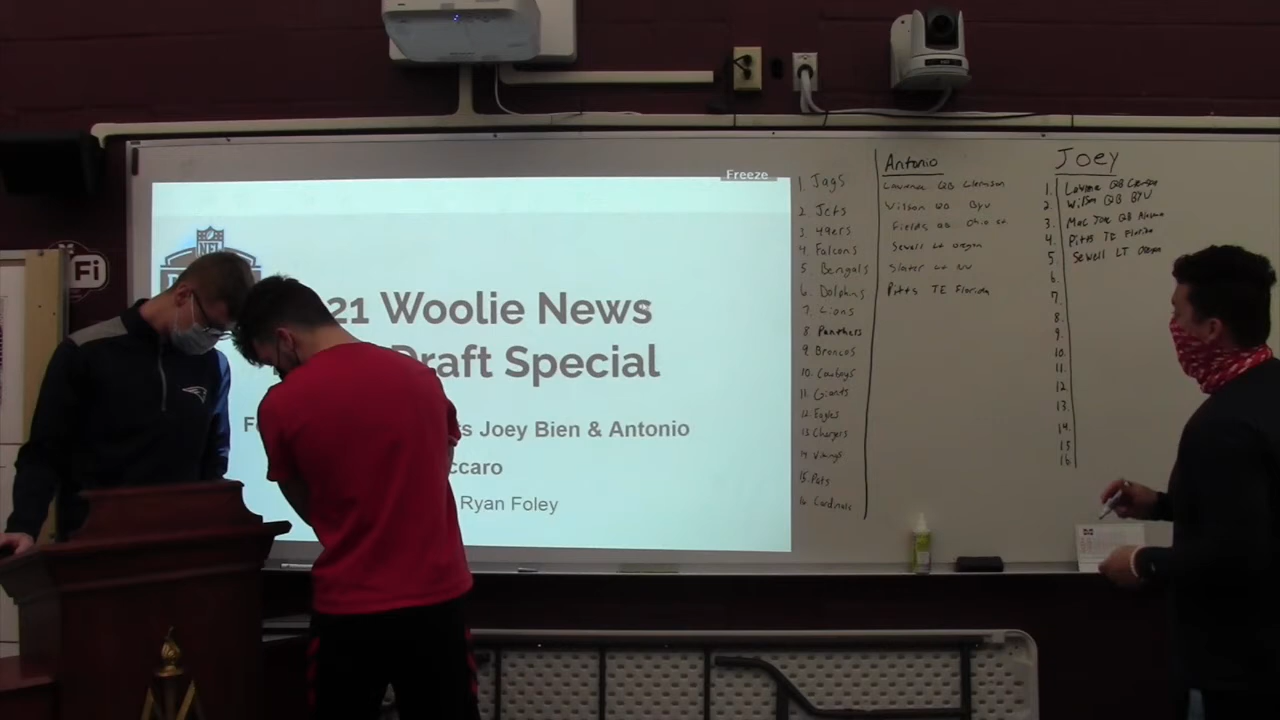 Freeze
NFL
21 Woolie News
Draft Special
Joey Bien & Antonio
ccaro
Ryan Foley
Fi
1. Jags
2. Jets
3. 49ers
4. Falcons
5. Bengals
6. Dolphins
7. Lions
8. Panthers
9. Broncos
10. Cowboys
11. Giants
12. Eagles
13 Chargers
14 Vikings
15. Pats
16 Cardinals
Antonio
Lawrence QB Clemson
Wilson QB BYU
Fields QB Ohio St.
Sewell LT Oregon
Slater
Pitts TE Florida
Joey
1. QB
2. Wilson QB BYU
3. Mac QB
4. Pitts TE Florida
5. Sewell LT Oregon
6.
7.
8.
9.
10.
11.
12.
13.
14.
15
16